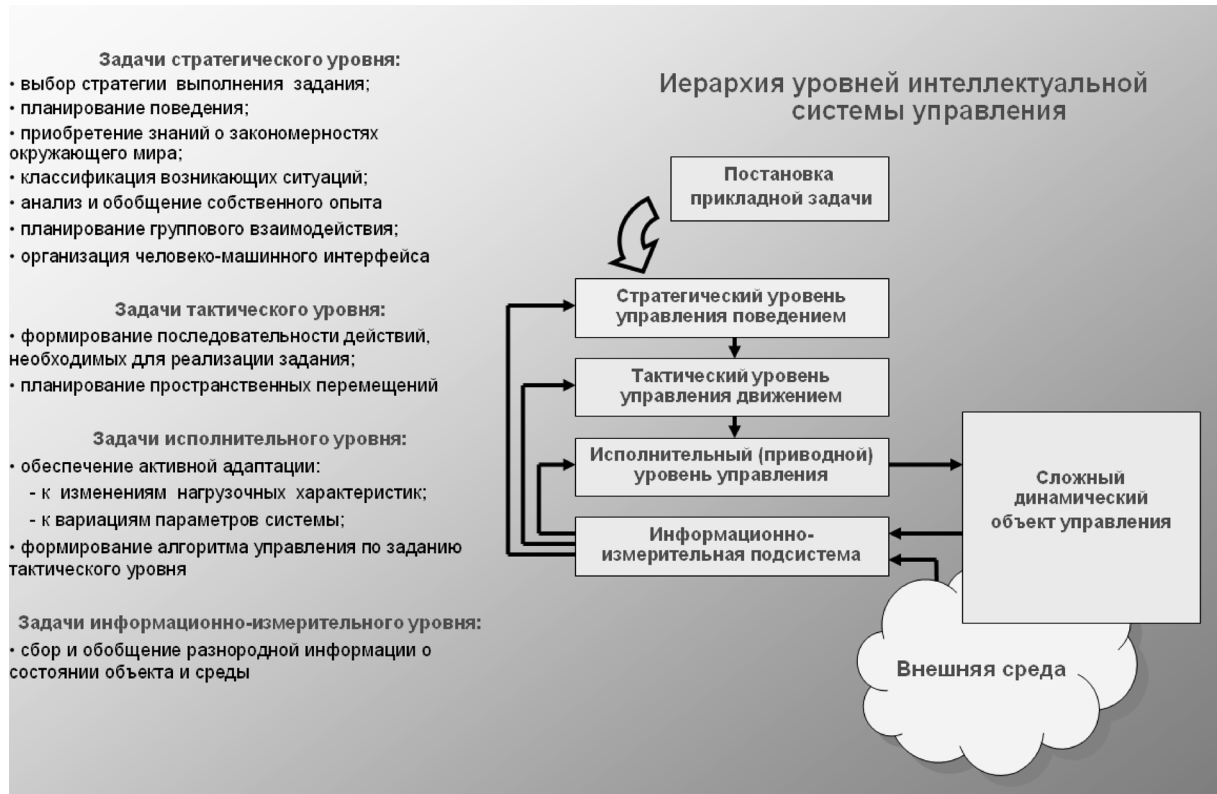 Задачи стратегического уровня:
• выбор стратегии выполнения задания;
• планирование поведения;
• приобретение знаний о закономерностях
окружающего мира;
• классификация возникающих ситуаций;
• анализ и обобщение собственного опыта
• планирование группового взаимодействия;
• организация человеко-машинного интерфейса
Задачи тактического уровня:
• формирование последовательности действий,
необходимых для реализации задания;
• планирование пространственных перемещений
Задачи исполнительного уровня:
• обеспечение активной адаптации:
- к изменениям нагрузочных характеристик;
- к вариациям параметров системы;
• формирование алгоритма управления по заданию
тактического уровня
Задачи информационно-измерительного уровня:
• сбор и обобщение разнородной информации о
состоянии объекта и среды
Иерархия уровней интеллектуальной
системы управления
Постановка
прикладной задачи
Стратегический уровень
управления поведением
Тактический уровень
управления движением
Исполнительный (приводной)
уровень управления
Информационно-
измерительная подсистема
Сложный
динамический
объект управления
Внешняя среда